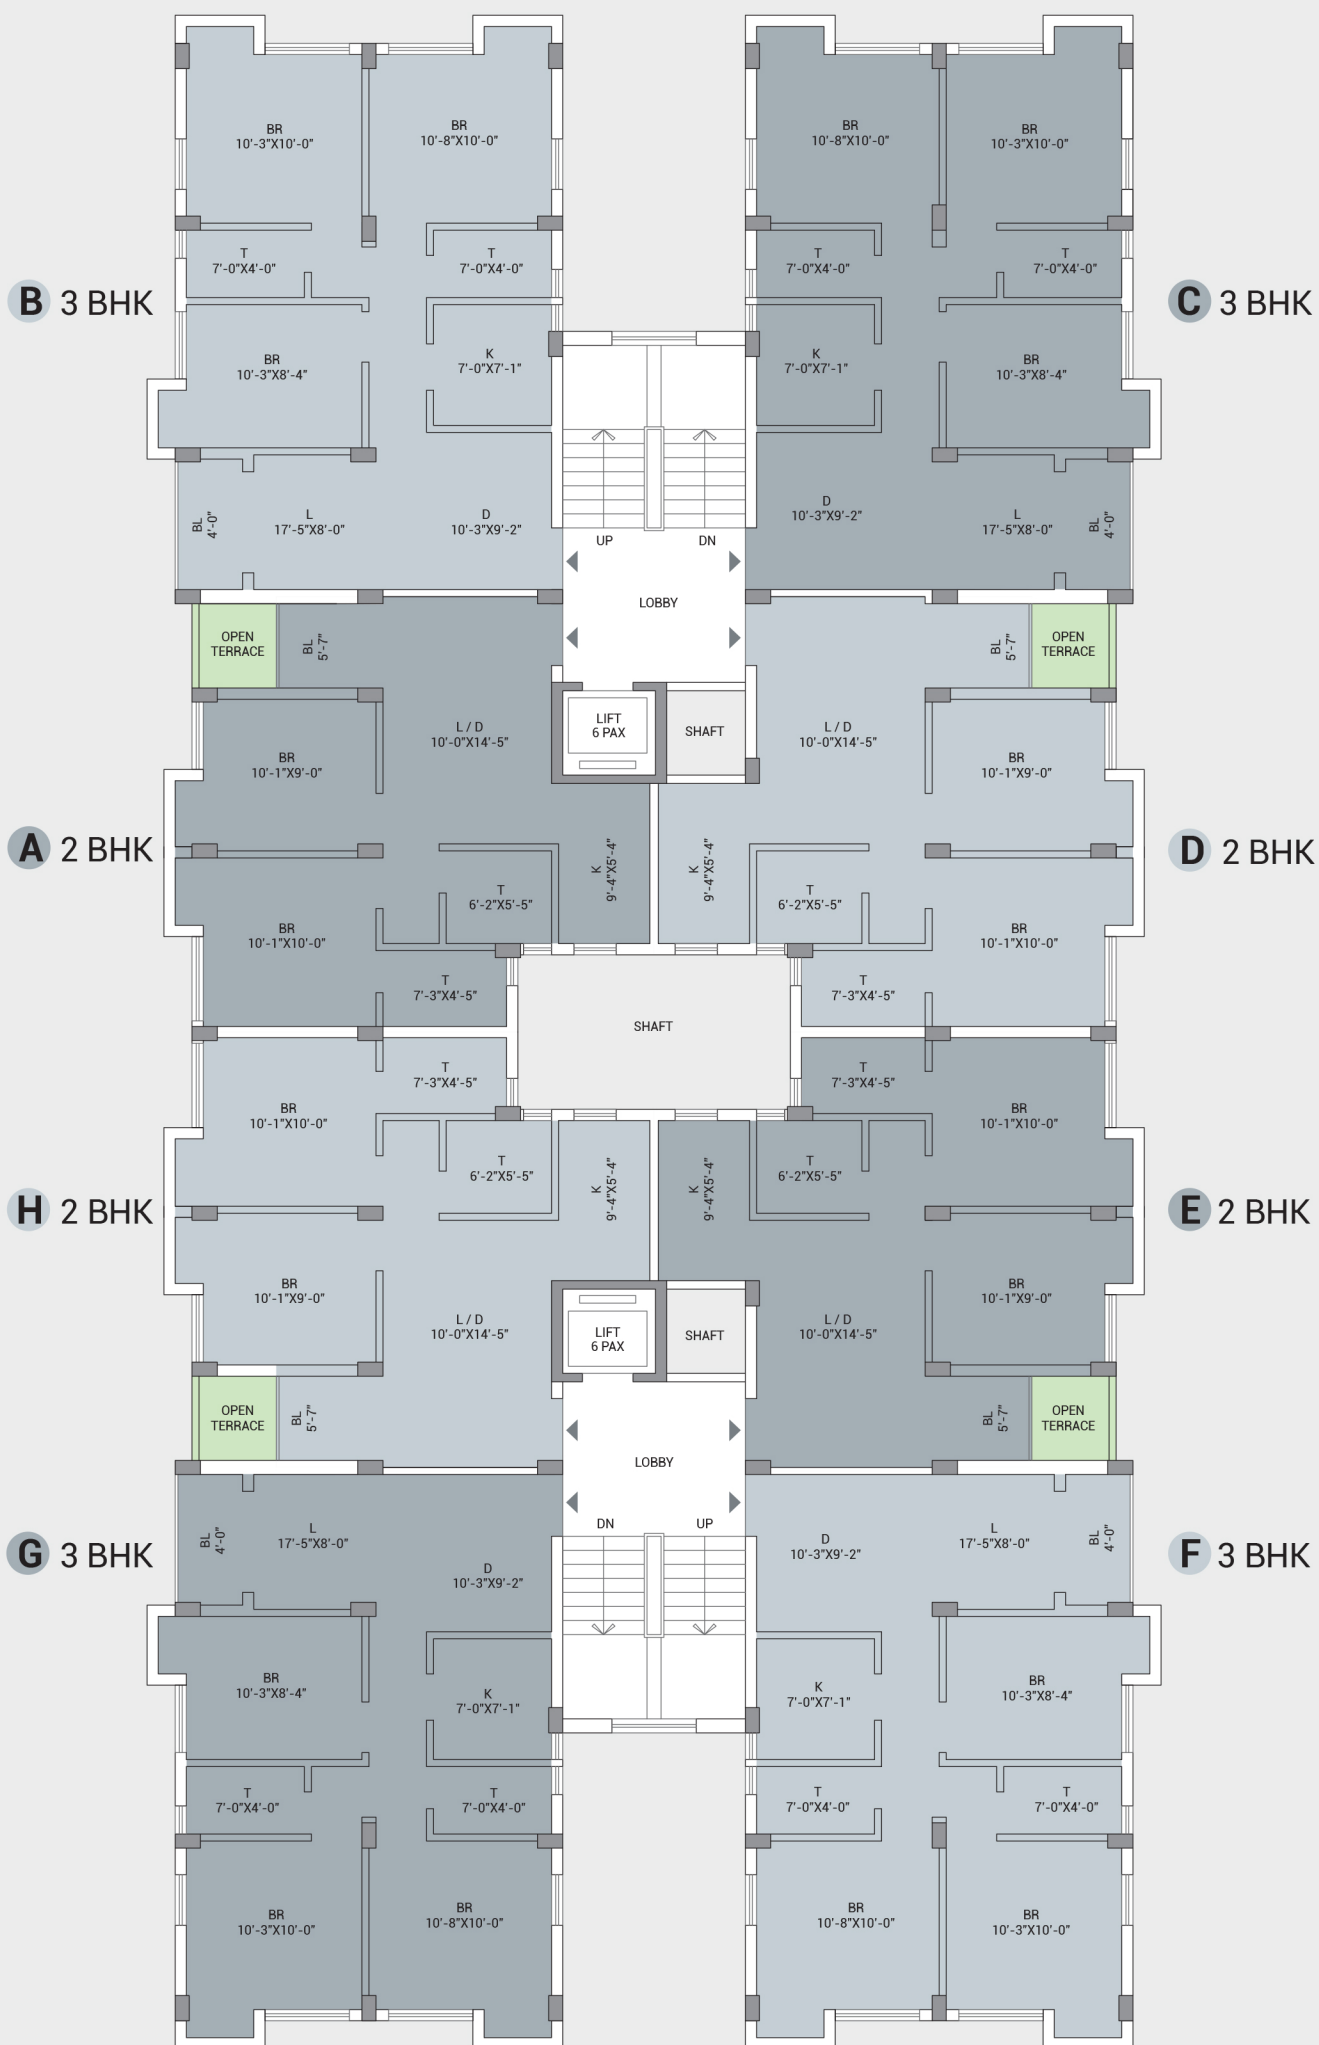 BR
10'-3"X10'-0"
BR
10'-8"X10'-0"
T
7'-0"X4'-0"
T
7'-0"X4'-0"
B 3 BHK
BR
10'-3"X8'-4"
K
7'-0"X7'-1"
BL
4'-0"
L
17'-5"X8'-0"
D
10'-3"X9'-2"
BR
10'-8"X10'-0"
BR
10'-3"X10'-0"
T
7'-0"X4'-0"
T
7'-0"X4'-0"
C 3 BHK
K
7'-0"X7'-1"
BR
10'-3"X8'-4"
D
10'-3"X9'-2"
L
17'-5"X8'-0"
BL
4'-0"
UP
DN
LOBBY
OPEN
TERRACE
BL
5'-7"
L / D
10'-0"X14'-5"
BR
10'-1"X9'-0"
LIFT
6 PAX
SHAFT
A 2 BHK
K
9'-4"X5'-4"
T
6'-2"X5'-5"
BR
10'-1"X10'-0"
T
7'-3"X4'-5"
BL
5'-7"
OPEN
TERRACE
L / D
10'-0"X14'-5"
BR
10'-1"X9'-0"
D 2 BHK
K
9'-4"X5'-4"
T
6'-2"X5'-5"
BR
10'-1"X10'-0"
T
7'-3"X4'-5"
SHAFT
T
7'-3"X4'-5"
BR
10'-1"X10'-0"
T
6'-2"X5'-5"
K
9'-4"X5'-4"
H 2 BHK
BR
10'-1"X9'-0"
L / D
10'-0"X14'-5"
OPEN
TERRACE
BL
5'-7"
T
7'-3"X4'-5"
BR
10'-1"X10'-0"
K
9'-4"X5'-4"
T
6'-2"X5'-5"
E 2 BHK
BR
10'-1"X9'-0"
L / D
10'-0"X14'-5"
BL
5'-7"
OPEN
TERRACE
LIFT
6 PAX
SHAFT
LOBBY
DN
UP
BL
4'-0"
L
17'-5"X8'-0"
D
10'-3"X9'-2"
G 3 BHK
BR
10'-3"X8'-4"
K
7'-0"X7'-1"
T
7'-0"X4'-0"
T
7'-0"X4'-0"
BR
10'-3"X10'-0"
BR
10'-8"X10'-0"
D
10'-3"X9'-2"
L
17'-5"X8'-0"
BL
4'-0"
F 3 BHK
K
7'-0"X7'-1"
BR
10'-3"X8'-4"
T
7'-0"X4'-0"
T
7'-0"X4'-0"
BR
10'-8"X10'-0"
BR
10'-3"X10'-0"